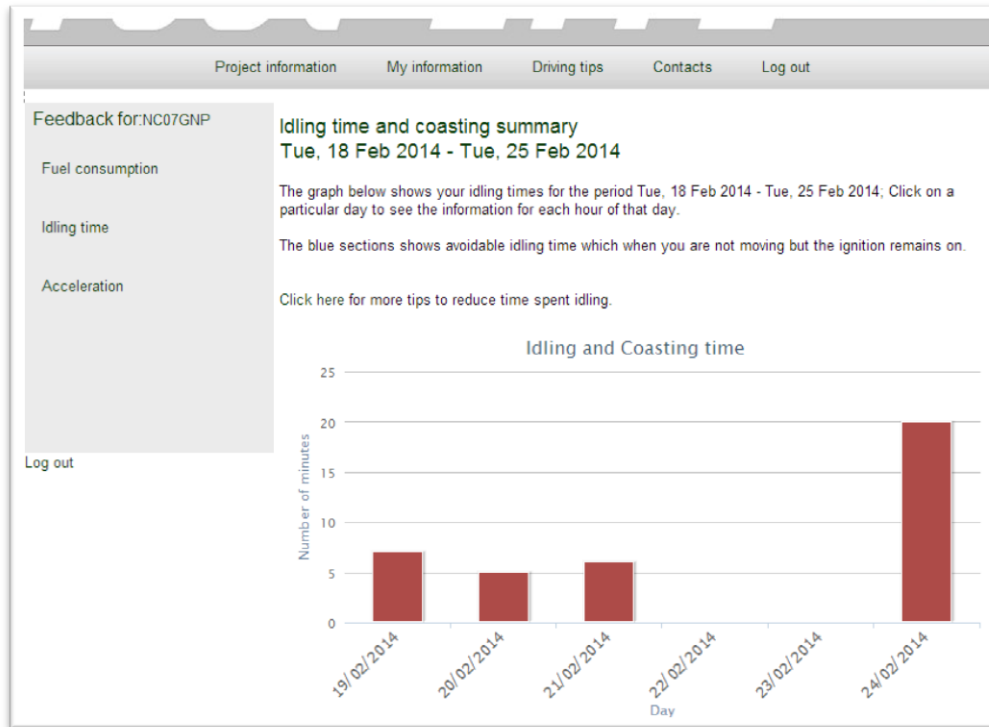 Project information My information Driving tips Contacts Log out
Feedback for:NC07GNP
Fuel consumption
Idling time
Acceleration
Log out
Idling time and coasting summary
Tue, 18 Feb 2014 - Tue, 25 Feb 2014
The graph below shows your idling times for the period Tue, 18 Feb 2014 - Tue, 25 Feb 2014; Click on a
particular day to see the information for each hour of that day.
The blue sections shows avoidable idling time which when you are not moving but the ignition remains on.
Click here for more tips to reduce time spent idling.
Idling and Coasting time
Number of minutes
25
20
15
10
5
0
19/02/2014 20/02/2014 21/02/2014 22/02/2014 23/02/2014 24/02/2014
Day